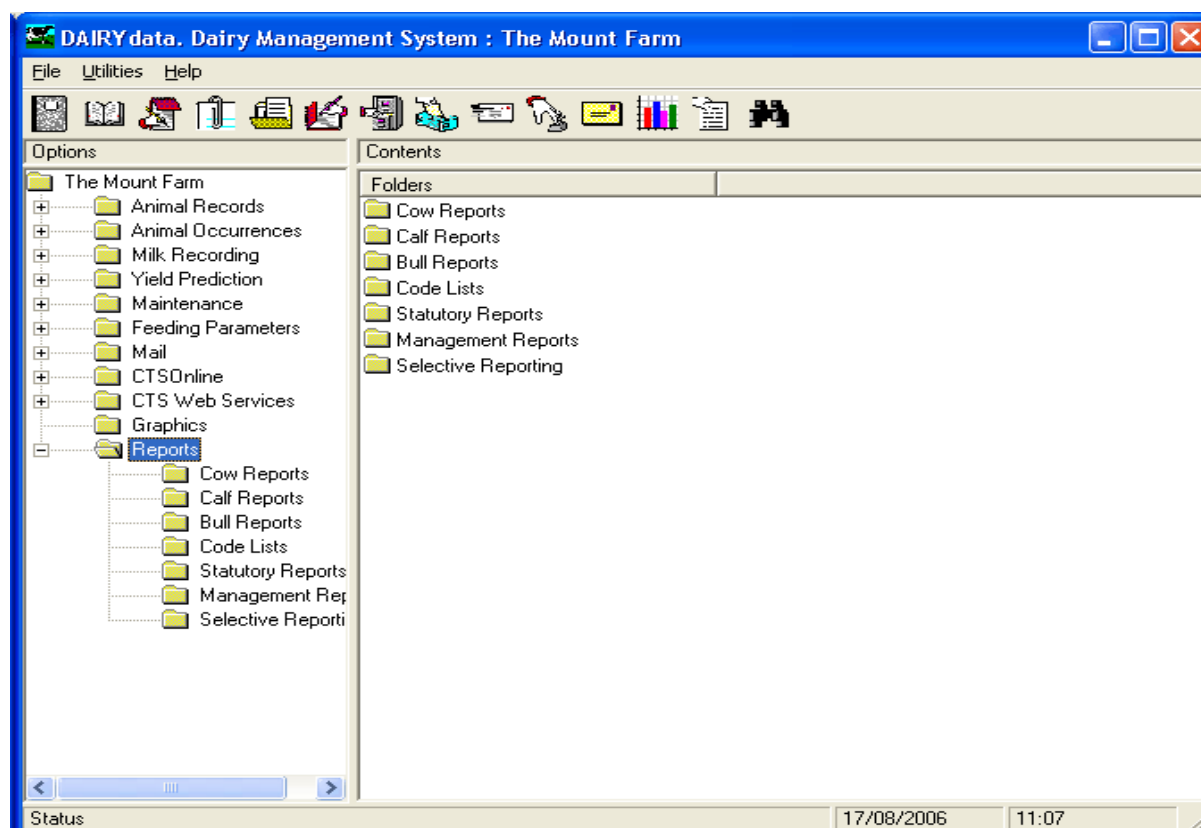 DAIRYdata. Dairy Management System : The Mount Farm
File Utilities Help
Options
The Mount Farm
Animal Records
Animal Occurrences
Milk Recording
Yield Prediction
Maintenance
Feeding Parameters
Mail
CTSOnline
CTS Web Services
Graphics
Reports
Cow Reports
Calf Reports
Bull Reports
Code Lists
Statutory Reports
Management Rep
Selective Reporti
Contents
Folders
Cow Reports
Calf Reports
Bull Reports
Code Lists
Statutory Reports
Management Reports
Selective Reporting
Status 17/08/2006 11:07